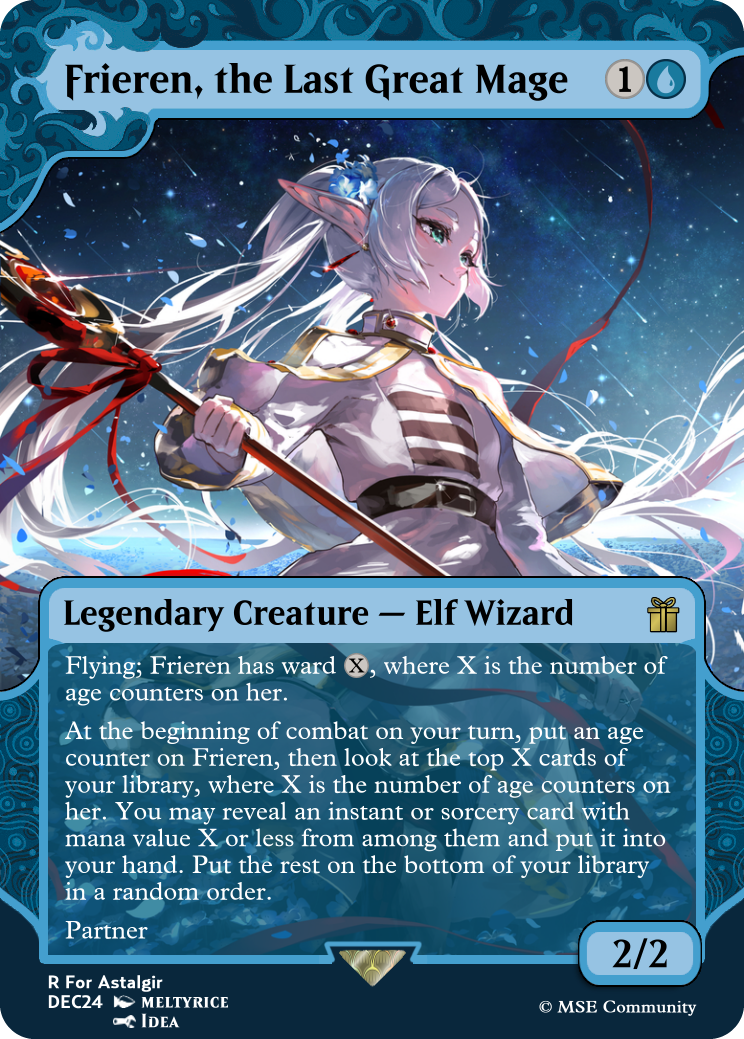 Frieren, the Last Great Mage 1
Legendary Creature — Elf Wizard
Flying; Frieren has ward X, where X is the number of
age counters on her.
At the beginning of combat on your turn, put an age
counter on Frieren, then look at the top X cards of
your library, where X is the number of age counters on
her. You may reveal an instant or sorcery card with
mana value X or less from among them and put it into
your hand. Put the rest on the bottom of your library
in a random order.
Partner
2/2
R For Astalgir
DEC24 MELTYRICE
IDEA
© MSE Community